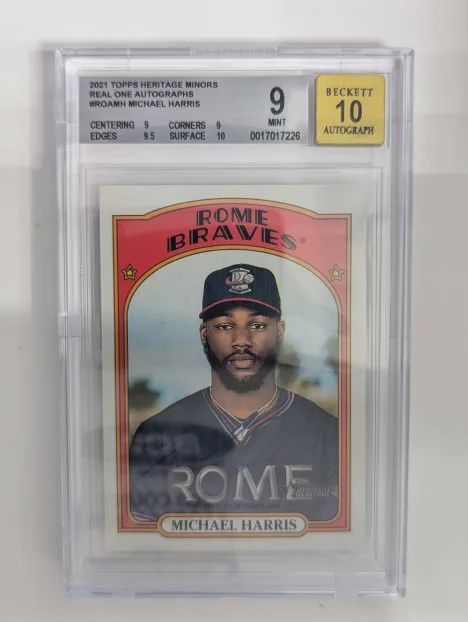 2021 TOPPS HERITAGE MINORS
REAL ONE AUTOGRAPHS
#ROAMH MICHAEL HARRIS
CENTERING 9 CORNERS 9
EDGES 9.5 SURFACE 10
9
MINT
0017017226
BECKETT
10
AUTOGRAPH
ROME
BRAVES
ROME
HERITAGE
MICHAEL HARRIS